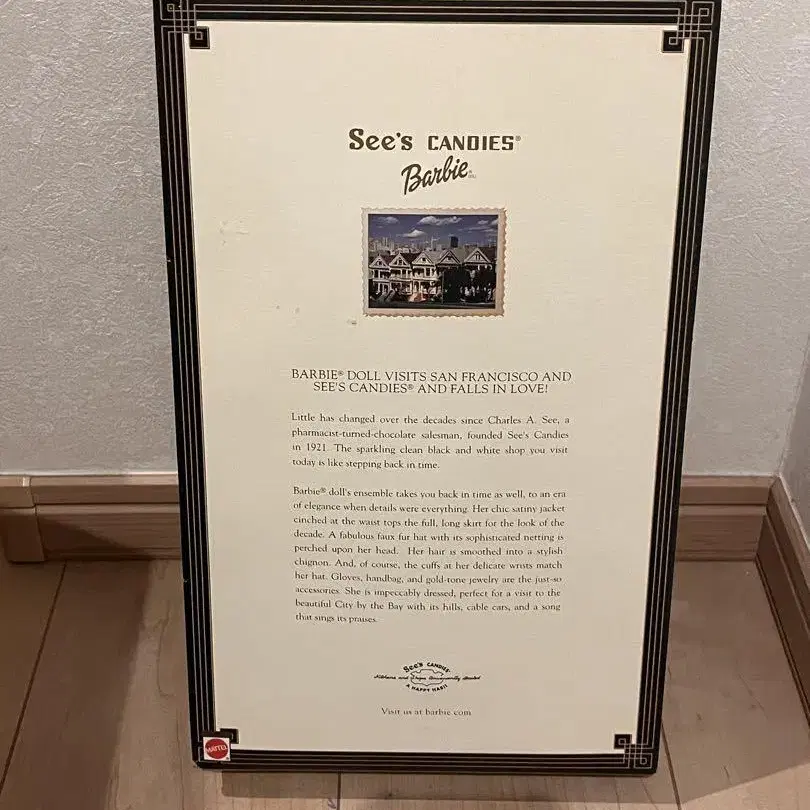 See's CANDIES®
Barbie
BARBIE® DOLL VISITS SAN FRANCISCO AND
SEE'S CANDIES® AND FALLS IN LOVE!
Little has changed over the decades since Charles A. See, a
pharmacist-turned-chocolate salesman, founded See's Candies
in 1921. The sparkling clean black and white shop you visit
today is like stepping back in time.
Barbie® doll's ensemble takes you back in time as well, to an era
of elegance when details were everything. Her chic satiny jacket
cinched at the waist tops the full, long skirt for the look of the
decade. A fabulous faux fur hat with its sophisticated netting is
perched upon her head. Her hair is smoothed into a stylish
chignon. And, of course, the cuffs at her delicate wrists match
her hat. Gloves, handbag, and gold-tone jewelry are the just-so
accessories. She is impeccably dressed, perfect for a visit to the
beautiful City by the Bay with its hills, cable cars, and a song
that sings its praises.
See's CANDIES®
Kitchens and Shops Conveniently Located
A HAPPY HABIT
Visit us at barbie.com
MATTEL